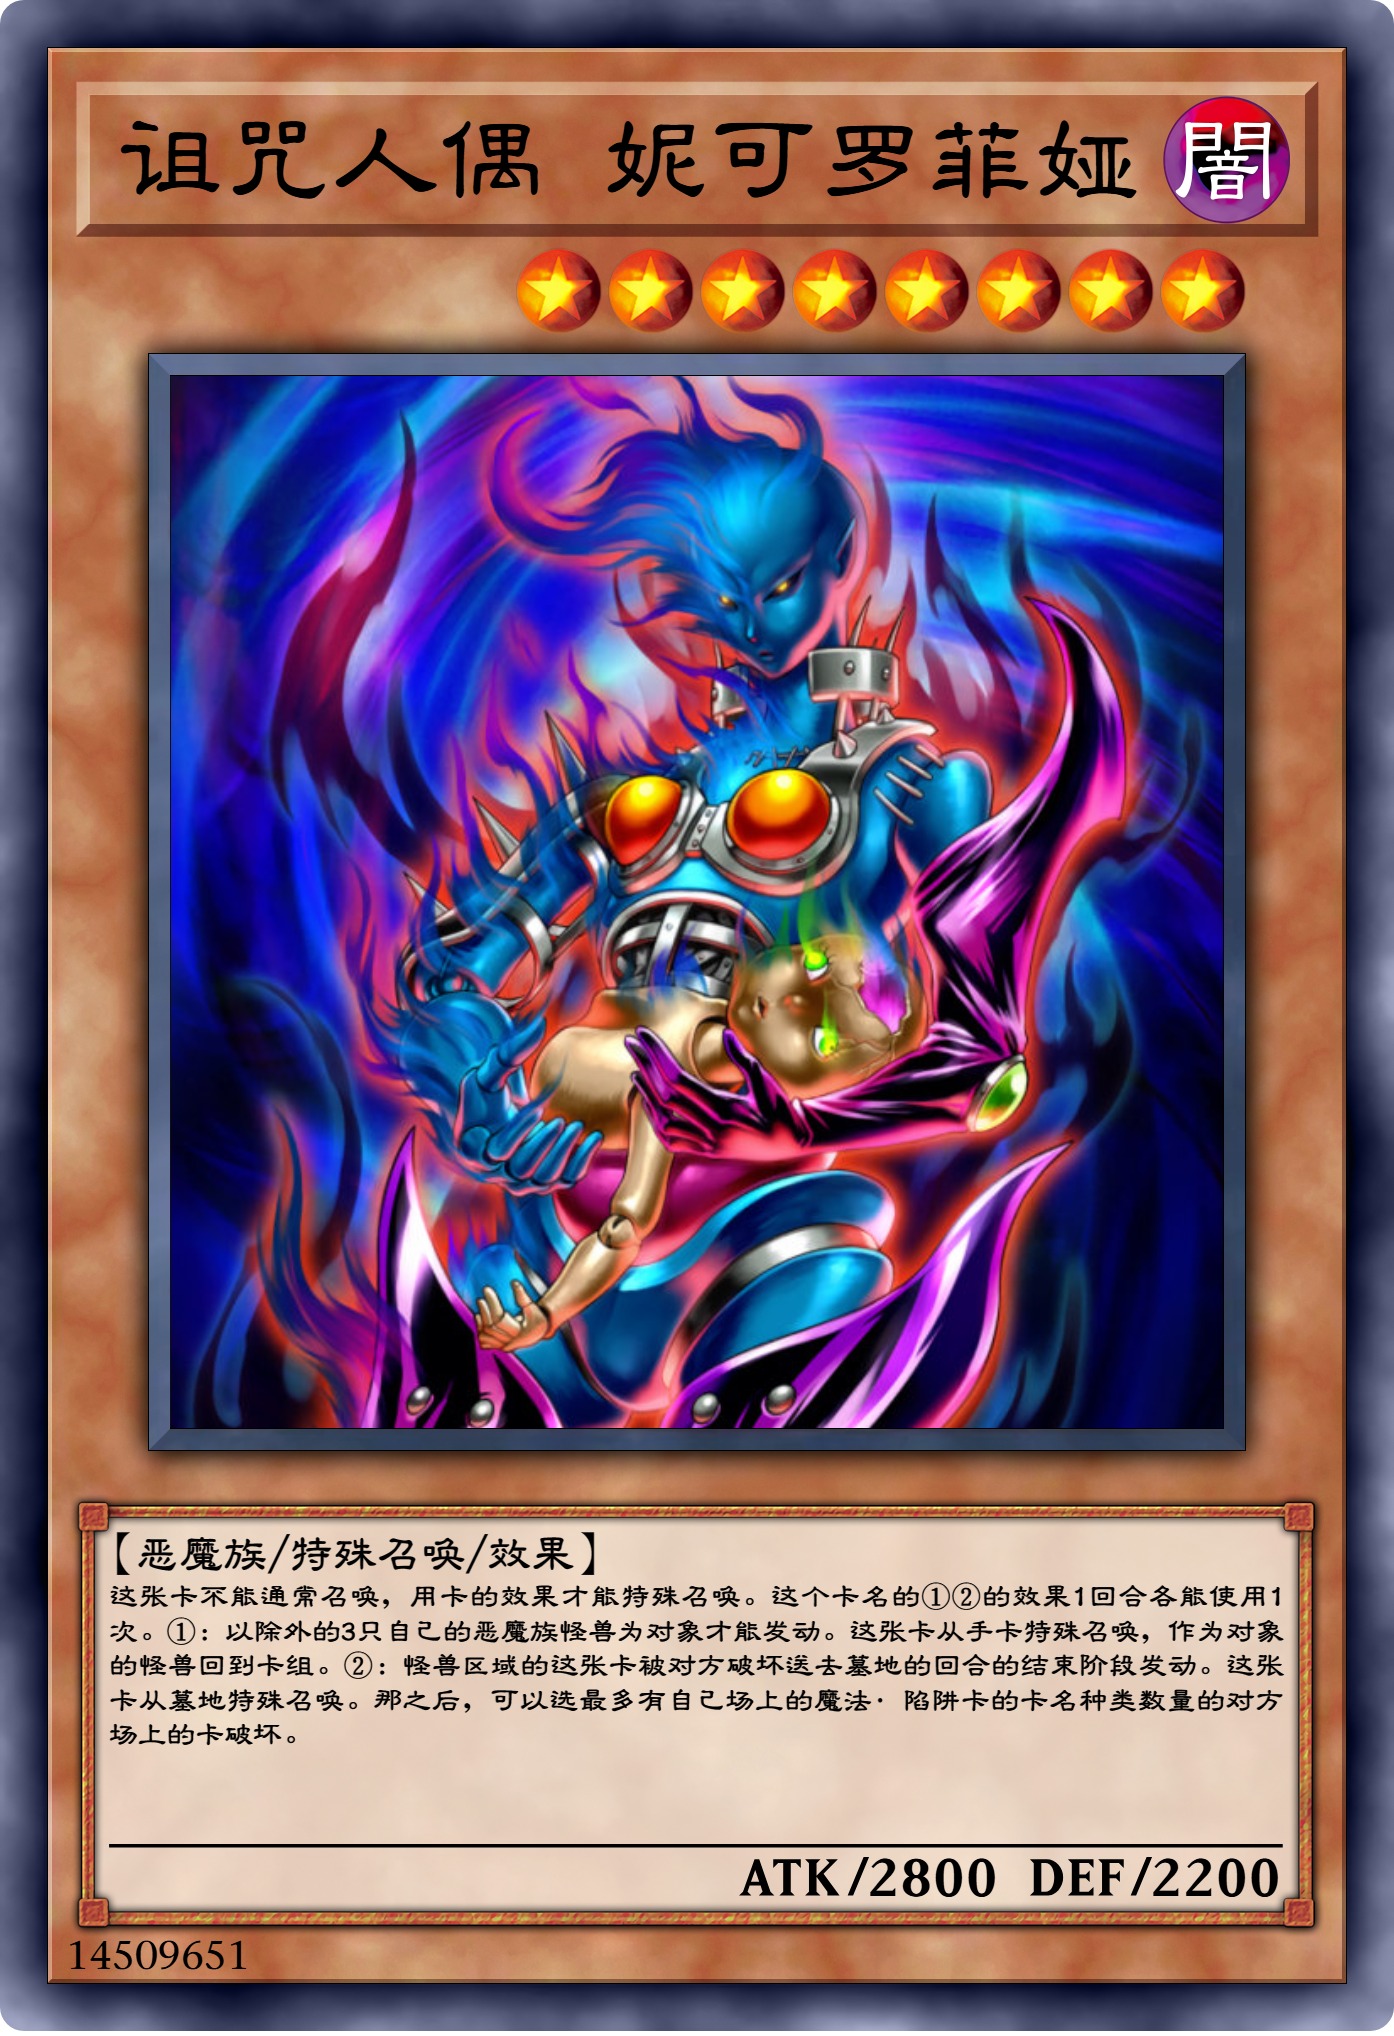 诅咒人偶 妮可罗菲娅 闇
【恶魔族/特殊召唤/效果】
这张卡不能通常召唤，用卡的效果才能特殊召唤。这个卡名的①②的效果1回合各能使用1
次。①：以除外的3只自己的恶魔族怪兽为对象才能发动。这张卡从手卡特殊召唤，作为对象
的怪兽回到卡组。②：怪兽区域的这张卡被对方破坏送去墓地的回合的结束阶段发动。这张
卡从墓地特殊召唤。那之后，可以选最多有自己场上的魔法·陷阱卡的卡名种类数量的对方
场上的卡破坏。
ATK/2800 DEF/2200
14509651